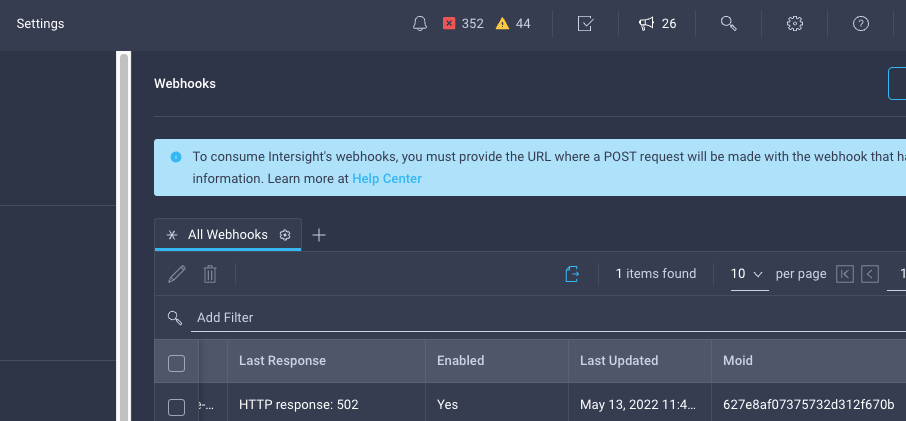 Settings 352 44 26
Webhooks
To consume Intersight's webhooks, you must provide the URL where a POST request will be made with the webhook that
information. Learn more at Help Center
All Webhooks
1 items found 10 per page 1
Add Filter
Last Response Enabled Last Updated Moid
e-... HTTP response: 502 Yes May 13, 2022 11:4... 627e8af07375732d312f670b